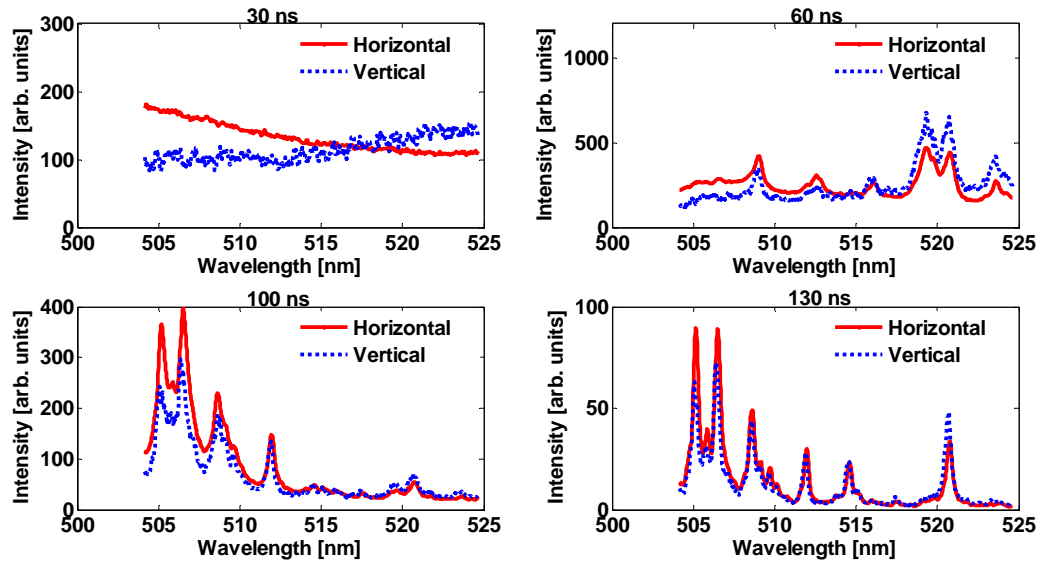 30 ns
300
200
100
0
Intensity [arb. units]
Horizontal
Vertical
500 505 510 515 520 525
Wavelength [nm]
60 ns
1000
500
0
Intensity [arb. units]
Horizontal
Vertical
500 505 510 515 520 525
Wavelength [nm]
100 ns
400
300
200
100
0
Intensity [arb. units]
Horizontal
Vertical
500 505 510 515 520 525
Wavelength [nm]
130 ns
100
50
0
Intensity [arb. units]
Horizontal
Vertical
500 505 510 515 520 525
Wavelength [nm]